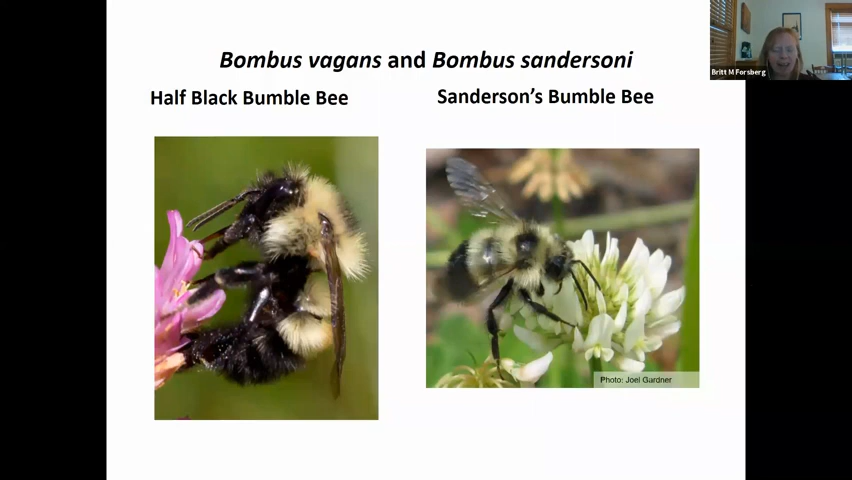 Bombus vagans and Bombus sandersoni
Half Black Bumble Bee
Sanderson's Bumble Bee
Photo: Joel Gardner
Britt M Forsberg